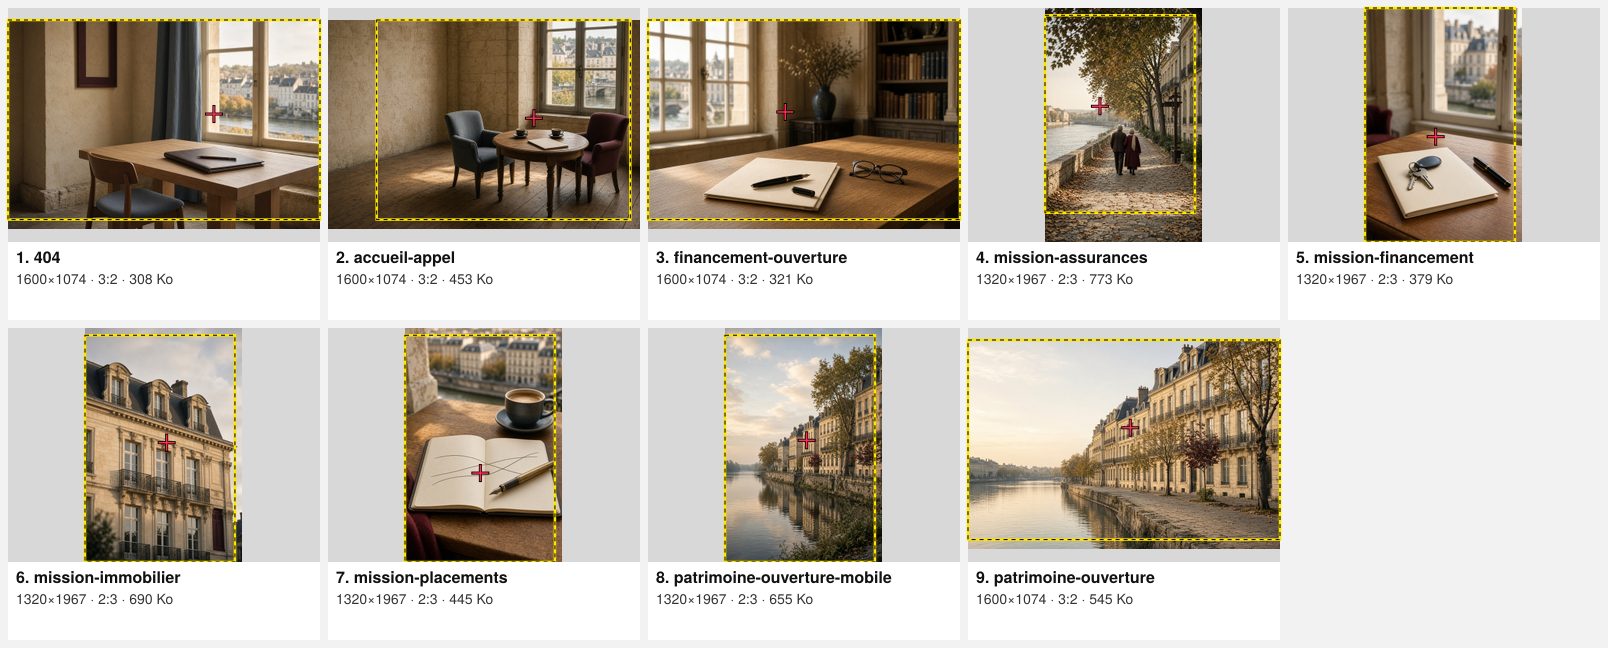 1. 404
1600×1074 · 3:2 · 308 Ko
2. accueil-appel
1600×1074 · 3:2 · 453 Ko
3. financement-ouverture
1600×1074 · 3:2 · 321 Ko
4. mission-assurances
1320×1967 · 2:3 · 773 Ko
5. mission-financement
1320×1967 · 2:3 · 379 Ko
6. mission-immobilier
1320×1967 · 2:3 · 690 Ko
7. mission-placements
1320×1967 · 2:3 · 445 Ko
8. patrimoine-ouverture-mobile
1320×1967 · 2:3 · 655 Ko
9. patrimoine-ouverture
1600×1074 · 3:2 · 545 Ko